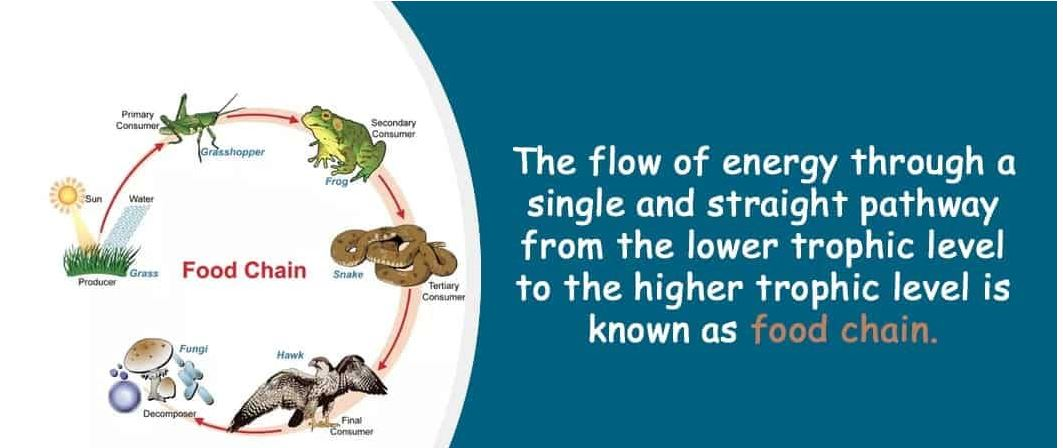 Primary
Consumer
Grasshopper
Secondary
Consumer
Frog
Sun
Water
Grass
Producer
Food Chain
Snake
Tertiary
Consumer
Fungi
Decomposer
Hawk
Final
Consumer
The flow of energy through a
single and straight pathway
from the lower trophic level
to the higher trophic level is
known as food chain.